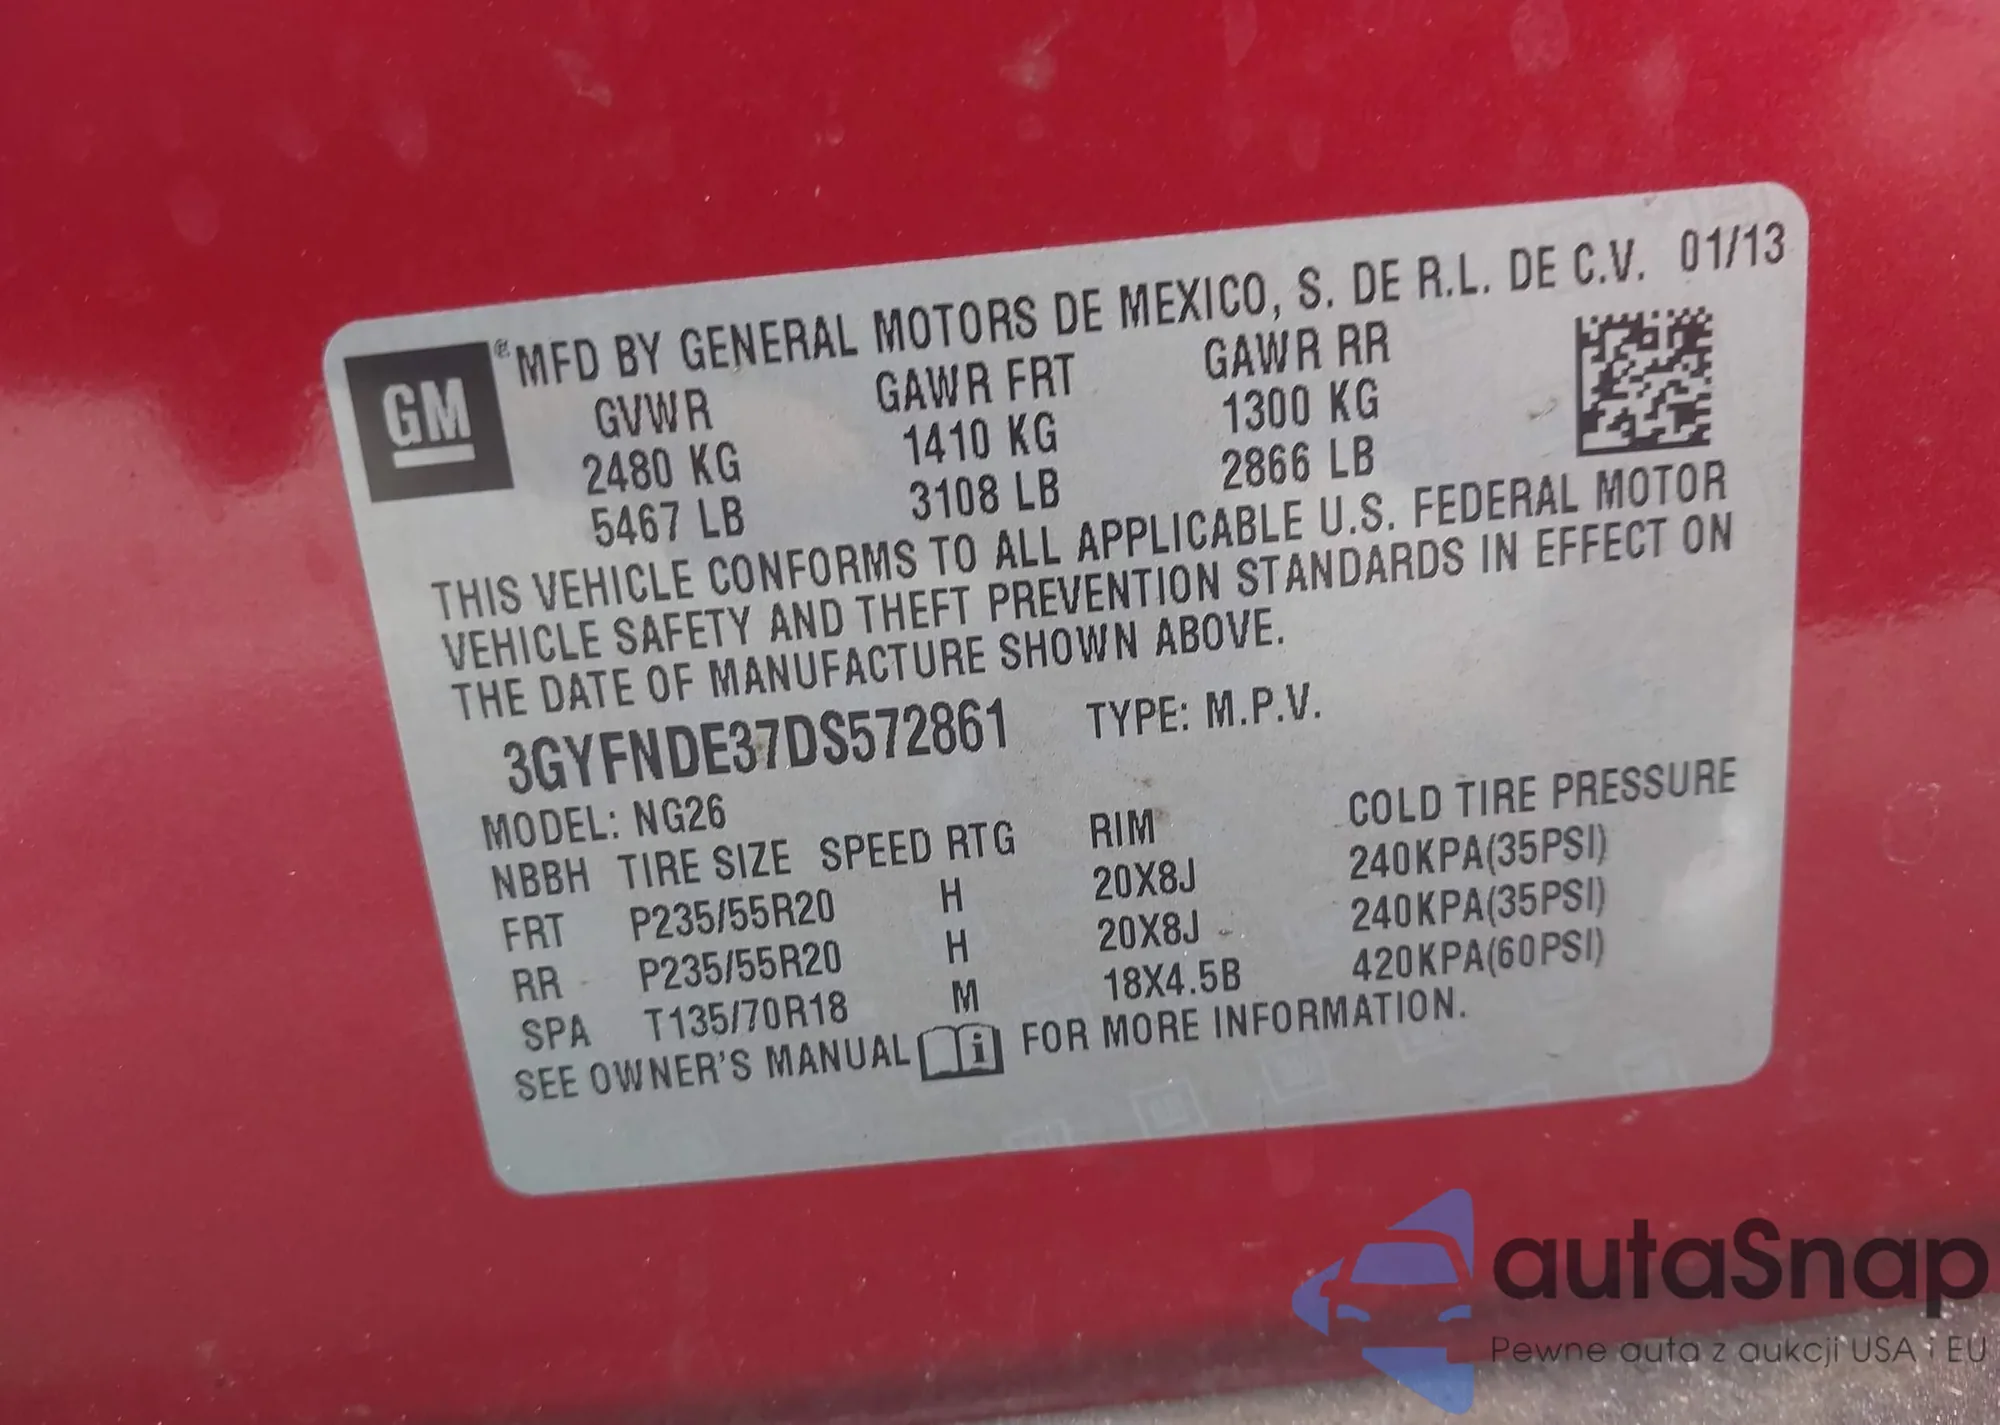 GM ® MFD BY GENERAL MOTORS DE MEXICO, S. DE R.L. DE C.V. 01/13
GVWR GAWR FRT GAWR RR
2480 KG 1410 KG 1300 KG
5467 LB 3108 LB 2866 LB
THIS VEHICLE CONFORMS TO ALL APPLICABLE U.S. FEDERAL MOTOR
VEHICLE SAFETY AND THEFT PREVENTION STANDARDS IN EFFECT ON
THE DATE OF MANUFACTURE SHOWN ABOVE.
3GYFNDE37DS572861 TYPE: M.P.V.
MODEL: NG26
NBBH TIRE SIZE SPEED RTG RIM COLD TIRE PRESSURE
FRT P235/55R20 H 20X8J 240KPA(35PSI)
RR P235/55R20 H 20X8J 240KPA(35PSI)
SPA T135/70R18 M 18X4.5B 420KPA(60PSI)
SEE OWNER'S MANUAL i FOR MORE INFORMATION.
autaSnap
Pewne auta z aukcji USA i EU